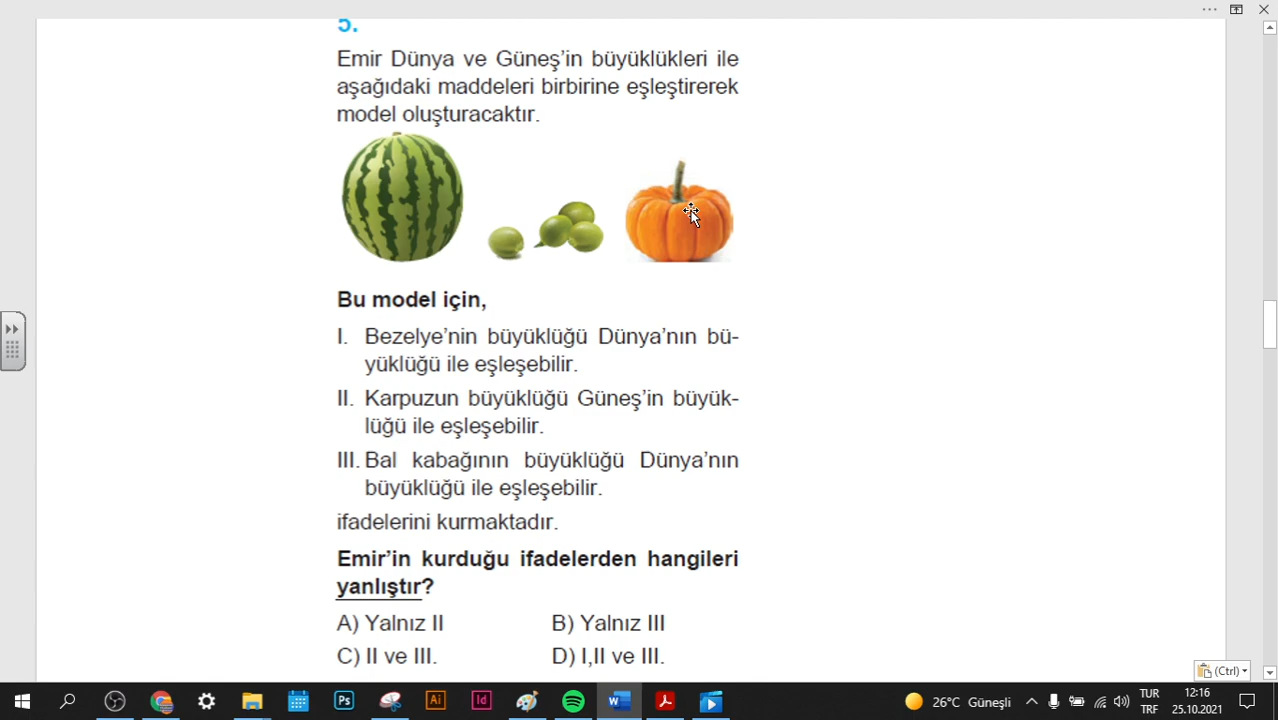 5.
Emir Dünya ve Güneş’in büyüklükleri ile
aşağıdaki maddeleri birbirine eşleştirerek
model oluşturacaktır.
Bu model için,
I. Bezelye’nin büyüklüğü Dünya’nın bü-
yüklüğü ile eşleşebilir.
II. Karpuzun büyüklüğü Güneş’in büyük-
lüğü ile eşleşebilir.
III. Bal kabağının büyüklüğü Dünya’nın
büyüklüğü ile eşleşebilir.
ifadelerini kurmaktadır.
Emir’in kurduğu ifadelerden hangileri
yanlıştır?
A) Yalnız II B) Yalnız III
C) II ve III. D) I,II ve III.
(Ctrl)
Ps Ai Id 26°C Güneşli TUR 12:16
TRF 25.10.2021